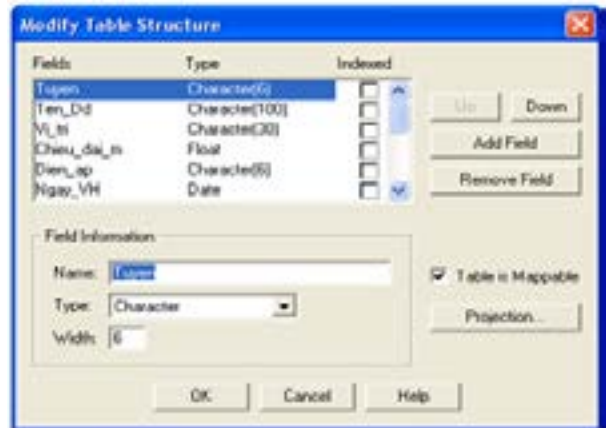 Modify Table Structure
Fields Type Indexed
Tuyen Character(6)
Ten_Dd Character(100)
Vi_tri Character(30)
Chieu_dai_m Float
Dien_ap Character(6)
Ngay_VH Date
Up Down
Add Field
Remove Field
Field Information
Name: Tuyen
Table is Mappable
Type: Character
Projection...
Width: 6
OK Cancel Help